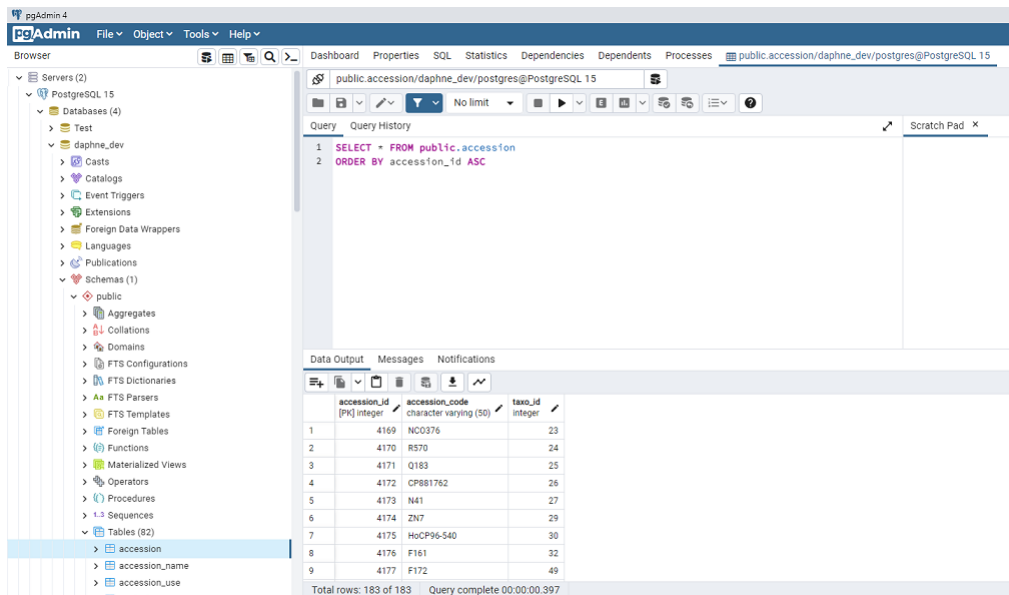 pgAdmin 4
pgAdmin File Object Tools Help
Browser
Dashboard Properties SQL Statistics Dependencies Dependents Processes public.accession/daphne_dev/postgres@PostgreSQL 15
Servers (2)
PostgreSQL 15
Databases (4)
Test
daphne_dev
Casts
Catalogs
Event Triggers
Extensions
Foreign Data Wrappers
Languages
Publications
Schemas (1)
public
Aggregates
Collations
Domains
FTS Configurations
FTS Dictionaries
FTS Parsers
FTS Templates
Foreign Tables
Functions
Materialized Views
Operators
Procedures
1..3 Sequences
Tables (82)
accession
accession_name
accession_use
public.accession/daphne_dev/postgres@PostgreSQL 15
No limit
Query Query History
Scratch Pad
1 SELECT * FROM public.accession
2 ORDER BY accession_id ASC
Data Output Messages Notifications
accession_id accession_code taxo_id
[PK] integer character varying (50) integer
1 4169 NCO376 23
2 4170 R570 24
3 4171 Q183 25
4 4172 CP881762 26
5 4173 N41 27
6 4174 ZN7 29
7 4175 HoCP96-540 30
8 4176 F161 32
9 4177 F172 49
Total rows: 183 of 183 Query complete 00:00:00.397